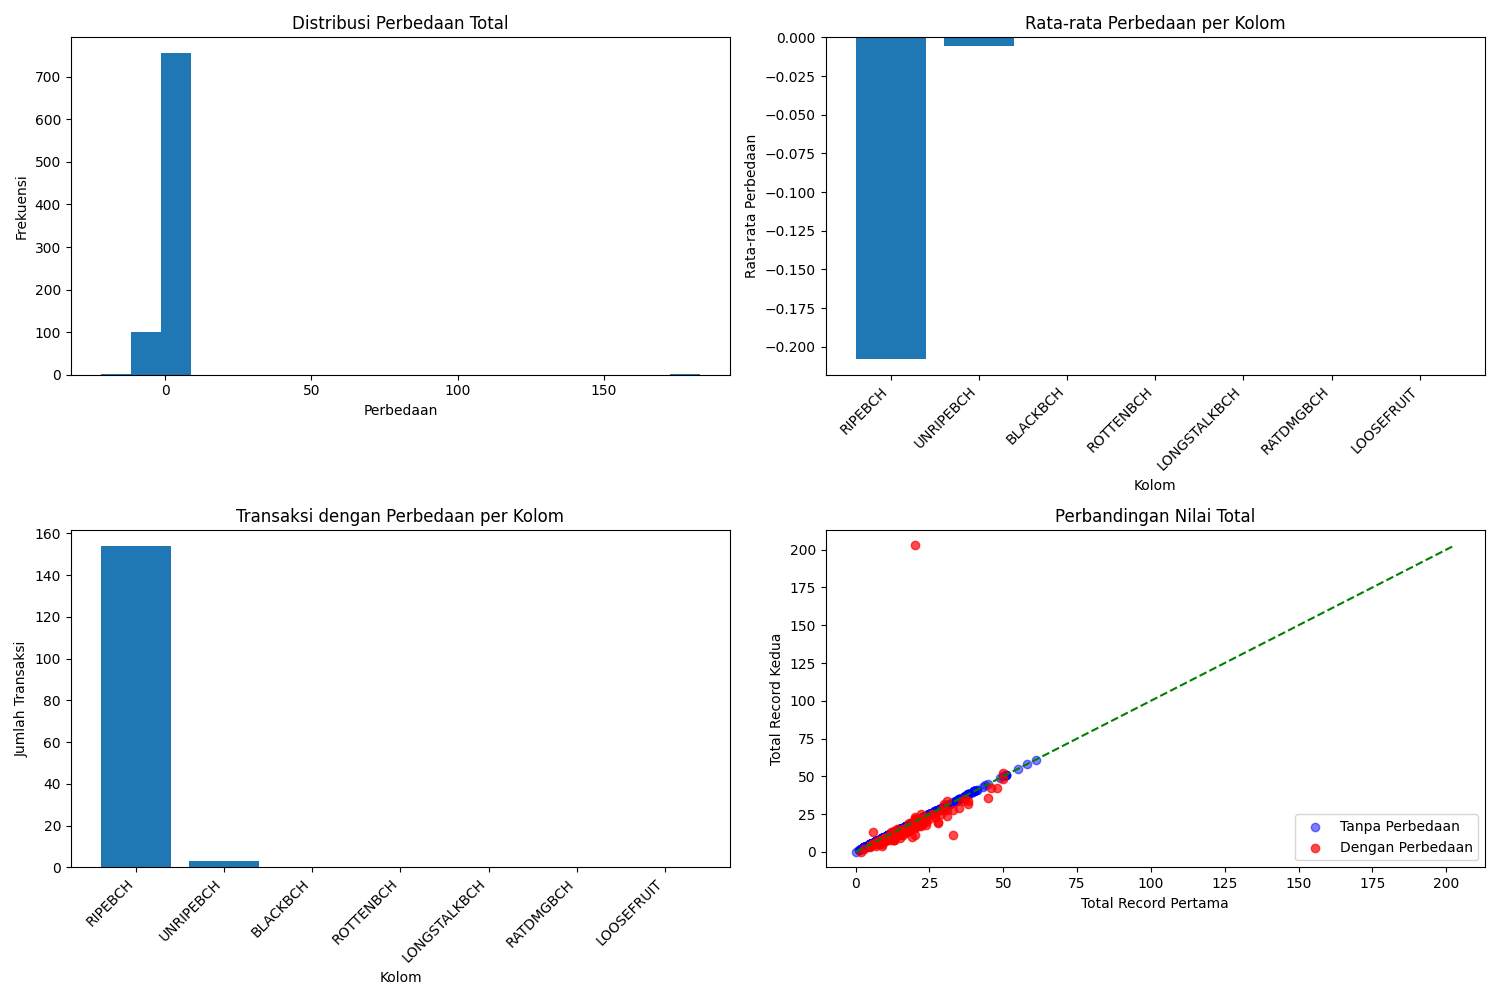 Distribusi Perbedaan Total
Frekuensi
700
600
500
400
300
200
100
0
0 50 100 150
Perbedaan
Rata-rata Perbedaan per Kolom
Rata-rata Perbedaan
0.000
−0.025
−0.050
−0.075
−0.100
−0.125
−0.150
−0.175
−0.200
RIPEBCH
UNRIPEBCH
BLACKBCH
ROTTENBCH
LONGSTALKBCH
RATDMGBCH
LOOSEFRUIT
Kolom
Transaksi dengan Perbedaan per Kolom
Jumlah Transaksi
160
140
120
100
80
60
40
20
0
RIPEBCH
UNRIPEBCH
BLACKBCH
ROTTENBCH
LONGSTALKBCH
RATDMGBCH
LOOSEFRUIT
Kolom
Perbandingan Nilai Total
Total Record Kedua
200
175
150
125
100
75
50
25
0
Tanpa Perbedaan
Dengan Perbedaan
0 25 50 75 100 125 150 175 200
Total Record Pertama